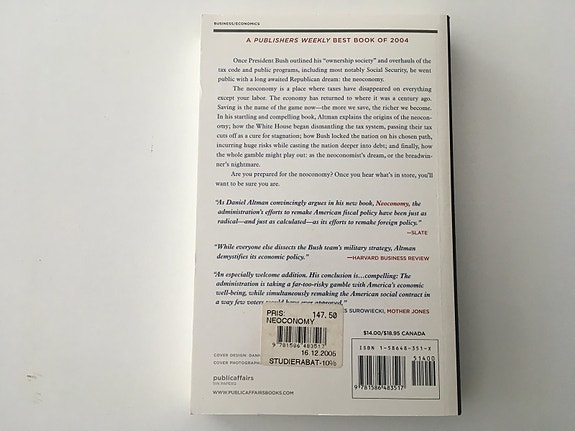 BUSINESS/ECONOMICS
A PUBLISHERS WEEKLY BEST BOOK OF 2004
Once President Bush outlined his "ownership society" and overhauls of the
tax code and public programs, including most notably Social Security, he went
public with a long awaited Republican dream: the neoconomy.
The neoconomy is a place where taxes have disappeared on everything
except your labor. The economy has returned to where it was a century ago.
Saving is the name of the game now—the more we save, the richer we become.
In his startling and compelling book, Altman explains the origins of the neocon-
omy; how the White House began dismantling the tax system, passing their tax
cuts off as a cure for stagnation; how Bush locked the nation on his chosen path,
incurring huge risks while casting the nation deeper into debt; and finally, how
the whole gamble might play out: as the neoconomist's dream, or the breadwin-
ner's nightmare.
Are you prepared for the neoconomy? Once you hear what's in store, you'll
want to be sure you are.
"As Daniel Altman convincingly argues in his new book, Neoconomy, the
administration's efforts to remake American fiscal policy have been just as
radical—and just as calculated—as its efforts to remake foreign policy."
—SLATE
"While everyone else dissects the Bush team's military strategy, Altman
demystifies its economic policy." —HARVARD BUSINESS REVIEW
"An especially welcome addition. His conclusion is...compelling: The
administration is taking a far-too-risky gamble with America's economic
well-being, while simultaneously remaking the American social contract in
a way few voters would have approved."
SUROWIECKI, MOTHER JONES
PRIS: 147.50
NEOCONOMY
9 781586 483517
16.12.2005
STUDIERABAT-10%
$14.00/$18.95 CANADA
ISBN 1-58648-351-X
51400
9 781586 483517
COVER DESIGN:
COVER PHOTOGRAPH
publicaffairs
WWW.PUBLICAFFAIRSBOOKS.COM